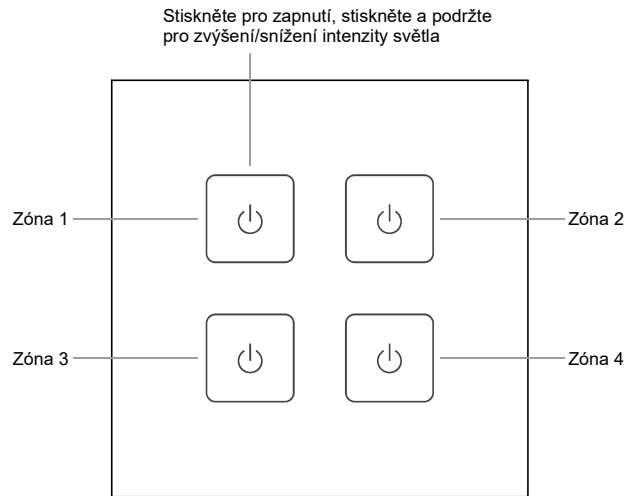 Stiskněte pro zapnutí, stiskněte a podržte
pro zvýšení/snížení intenzity světla
Zóna 1
Zóna 2
Zóna 3
Zóna 4